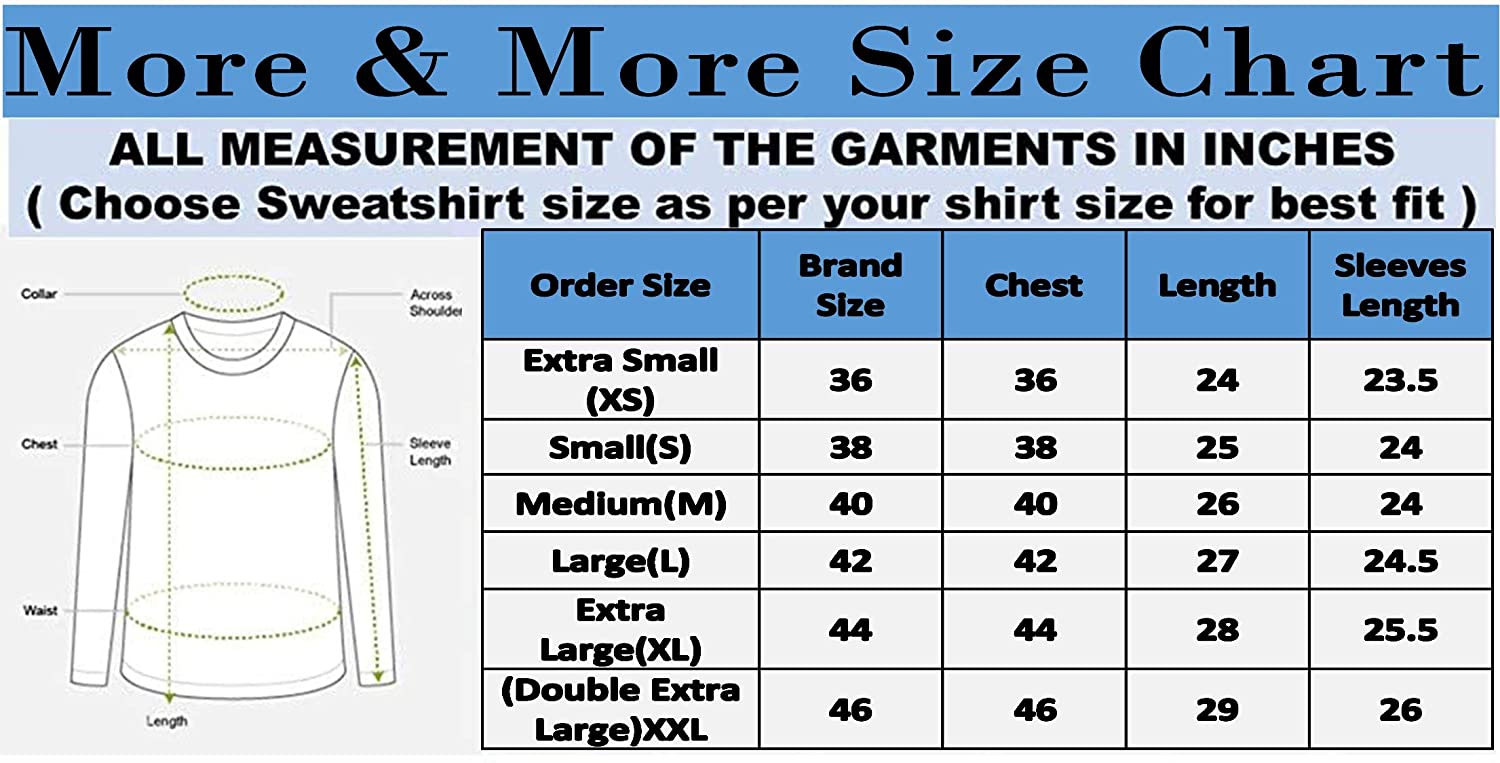 More & More Size Chart
ALL MEASUREMENT OF THE GARMENTS IN INCHES
( Choose Sweatshirt size as per your shirt size for best fit )
Collar
Across
Shoulder
Chest
Sleeve
Length
Waist
Length
Order Size
Brand
Size
Chest
Length
Sleeves
Length
Extra Small
(XS)
36
36
24
23.5
Small(S)
38
38
25
24
Medium(M)
40
40
26
24
Large(L)
42
42
27
24.5
Extra
Large(XL)
44
44
28
25.5
(Double Extra
Large)XXL
46
46
29
26